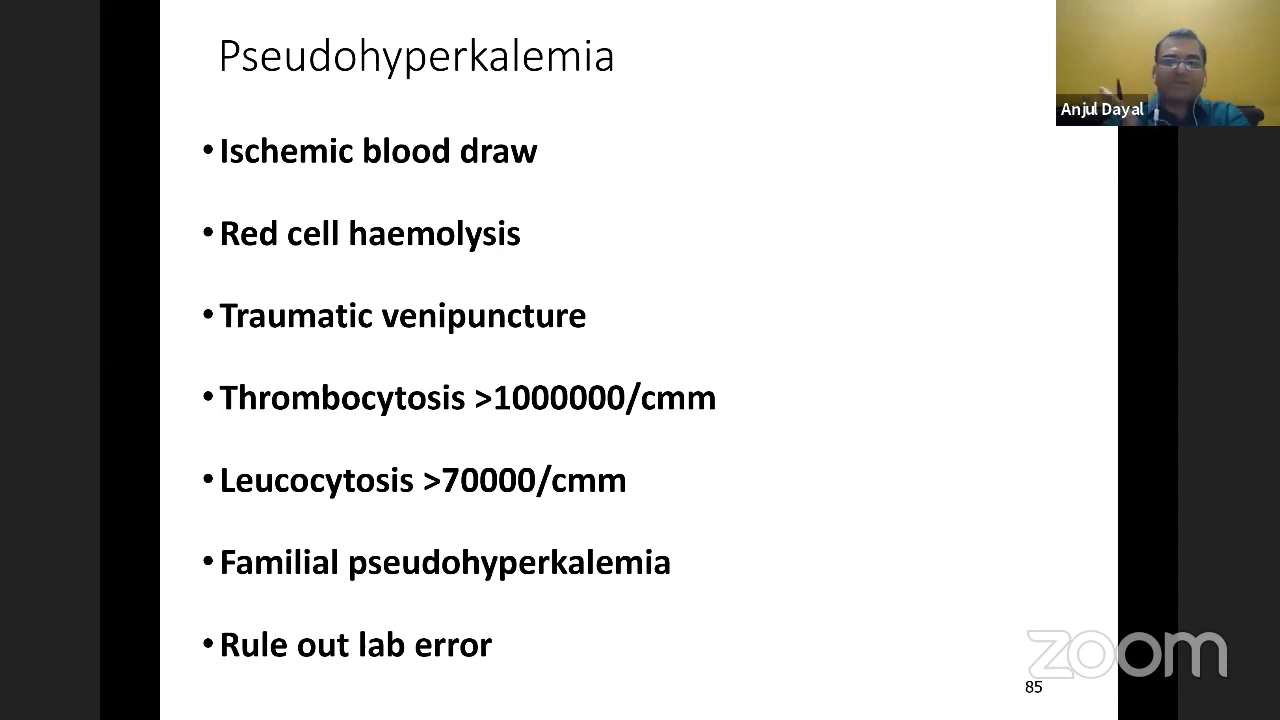 Pseudohyperkalemia
Anjul Dayal
• Ischemic blood draw
• Red cell haemolysis
• Traumatic venipuncture
• Thrombocytosis >1000000/cmm
• Leucocytosis >70000/cmm
• Familial pseudohyperkalemia
• Rule out lab error
zoom
85